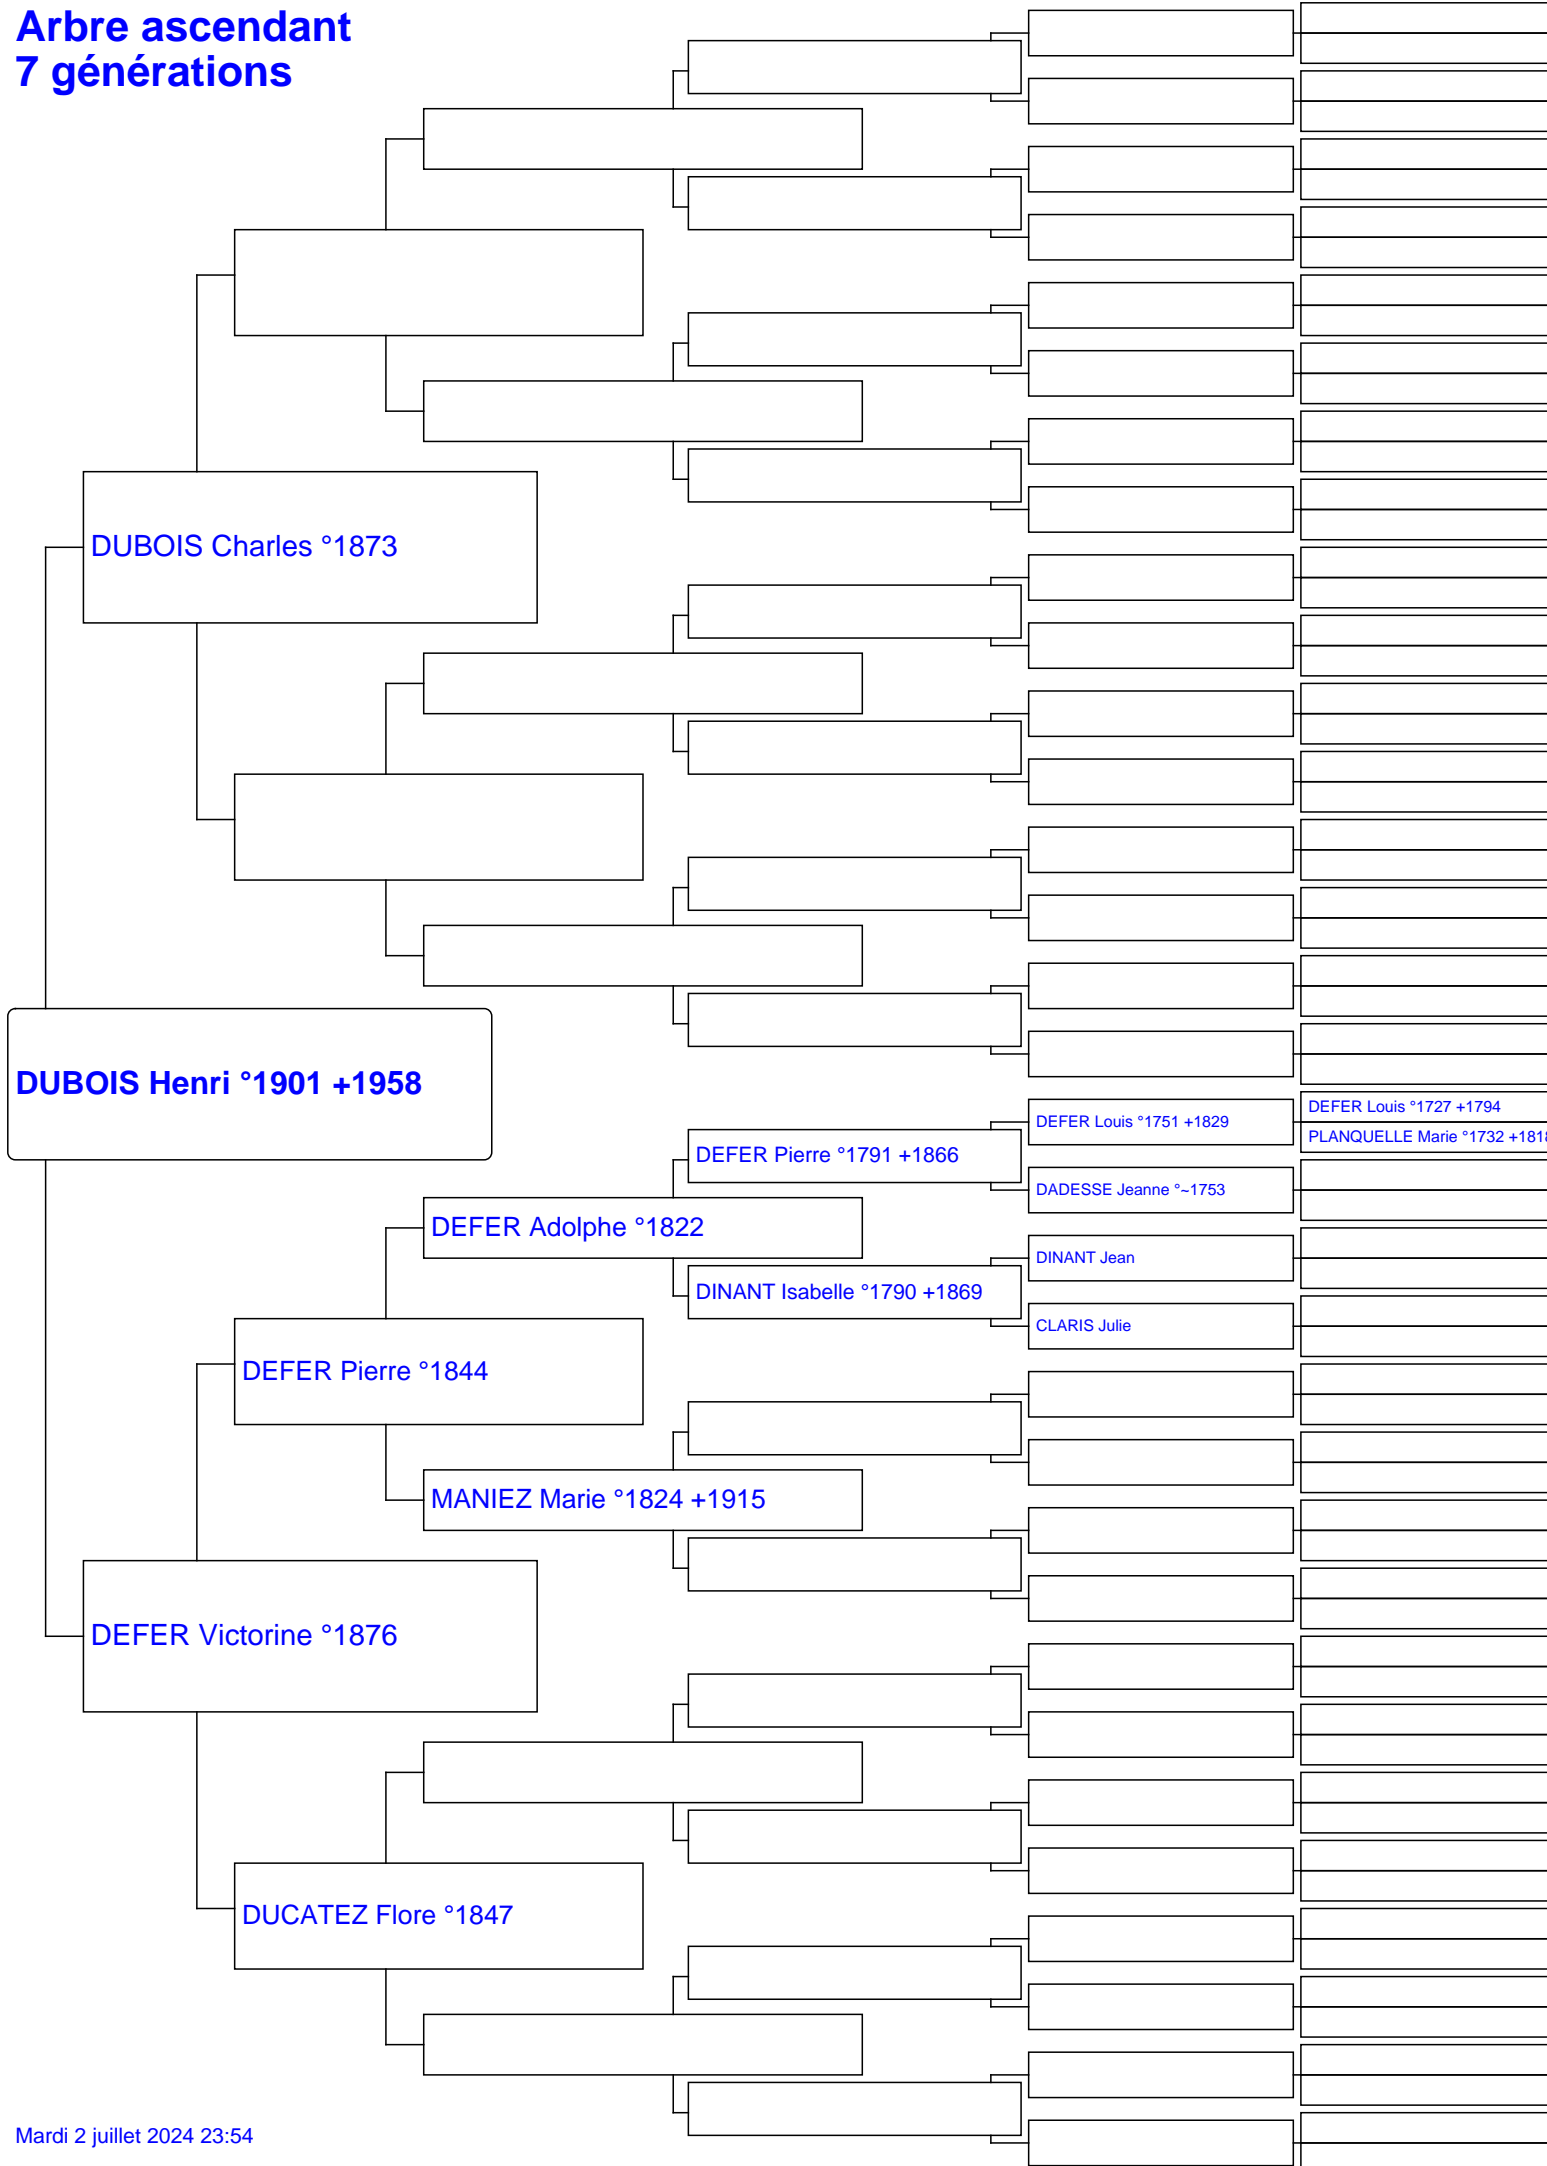 Arbre ascendant
7 générations
DUBOIS Charles °1873
DUBOIS Henri °1901 +1958
DEFER Louis °1727 +1794
DEFER Louis °1751 +1829
PLANQUELLE Marie °1732 +1818
DEFER Pierre °1791 +1866
DADESSE Jeanne °~1753
DEFER Adolphe °1822
DINANT Jean
DINANT Isabelle °1790 +1869
CLARIS Julie
DEFER Pierre °1844
MANIEZ Marie °1824 +1915
DEFER Victorine °1876
DUCATEZ Flore °1847
Mardi 2 juillet 2024 23:54